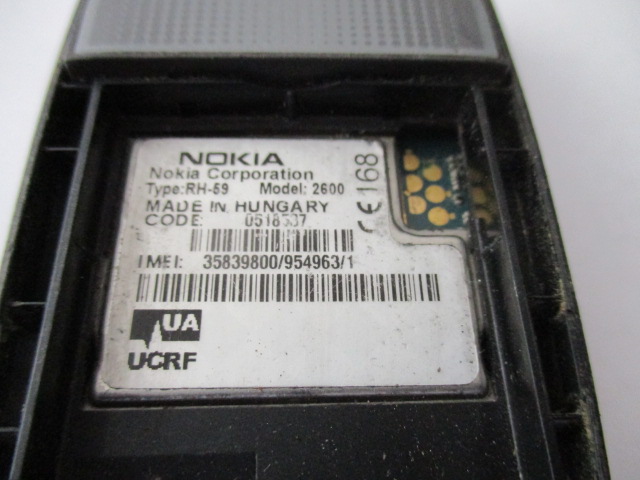 NOKIA
Nokia Corporation
Type:RH-59 Model: 2600
MADE IN HUNGARY
CODE:
IMEI: 35839800/954963/1
CE 168
UA
UCRF